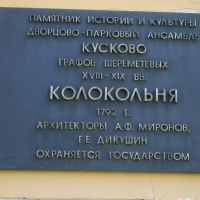 ПАМЯТНИК ИСТОРИИ И КУЛЬТУРЫ
ДВОРЦОВО-ПАРКОВЫЙ АНСАМБЛЬ
КУСКОВО
ГРАФОВ ШЕРЕМЕТЕВЫХ
XVIII-XIX ВВ.
КОЛОКОЛЬНЯ
1792 Г.
АРХИТЕКТОРЫ А.Ф. МИРОНОВ,
Г.Е. ДИКУШИН
ОХРАНЯЕТСЯ ГОСУДАРСТВОМ